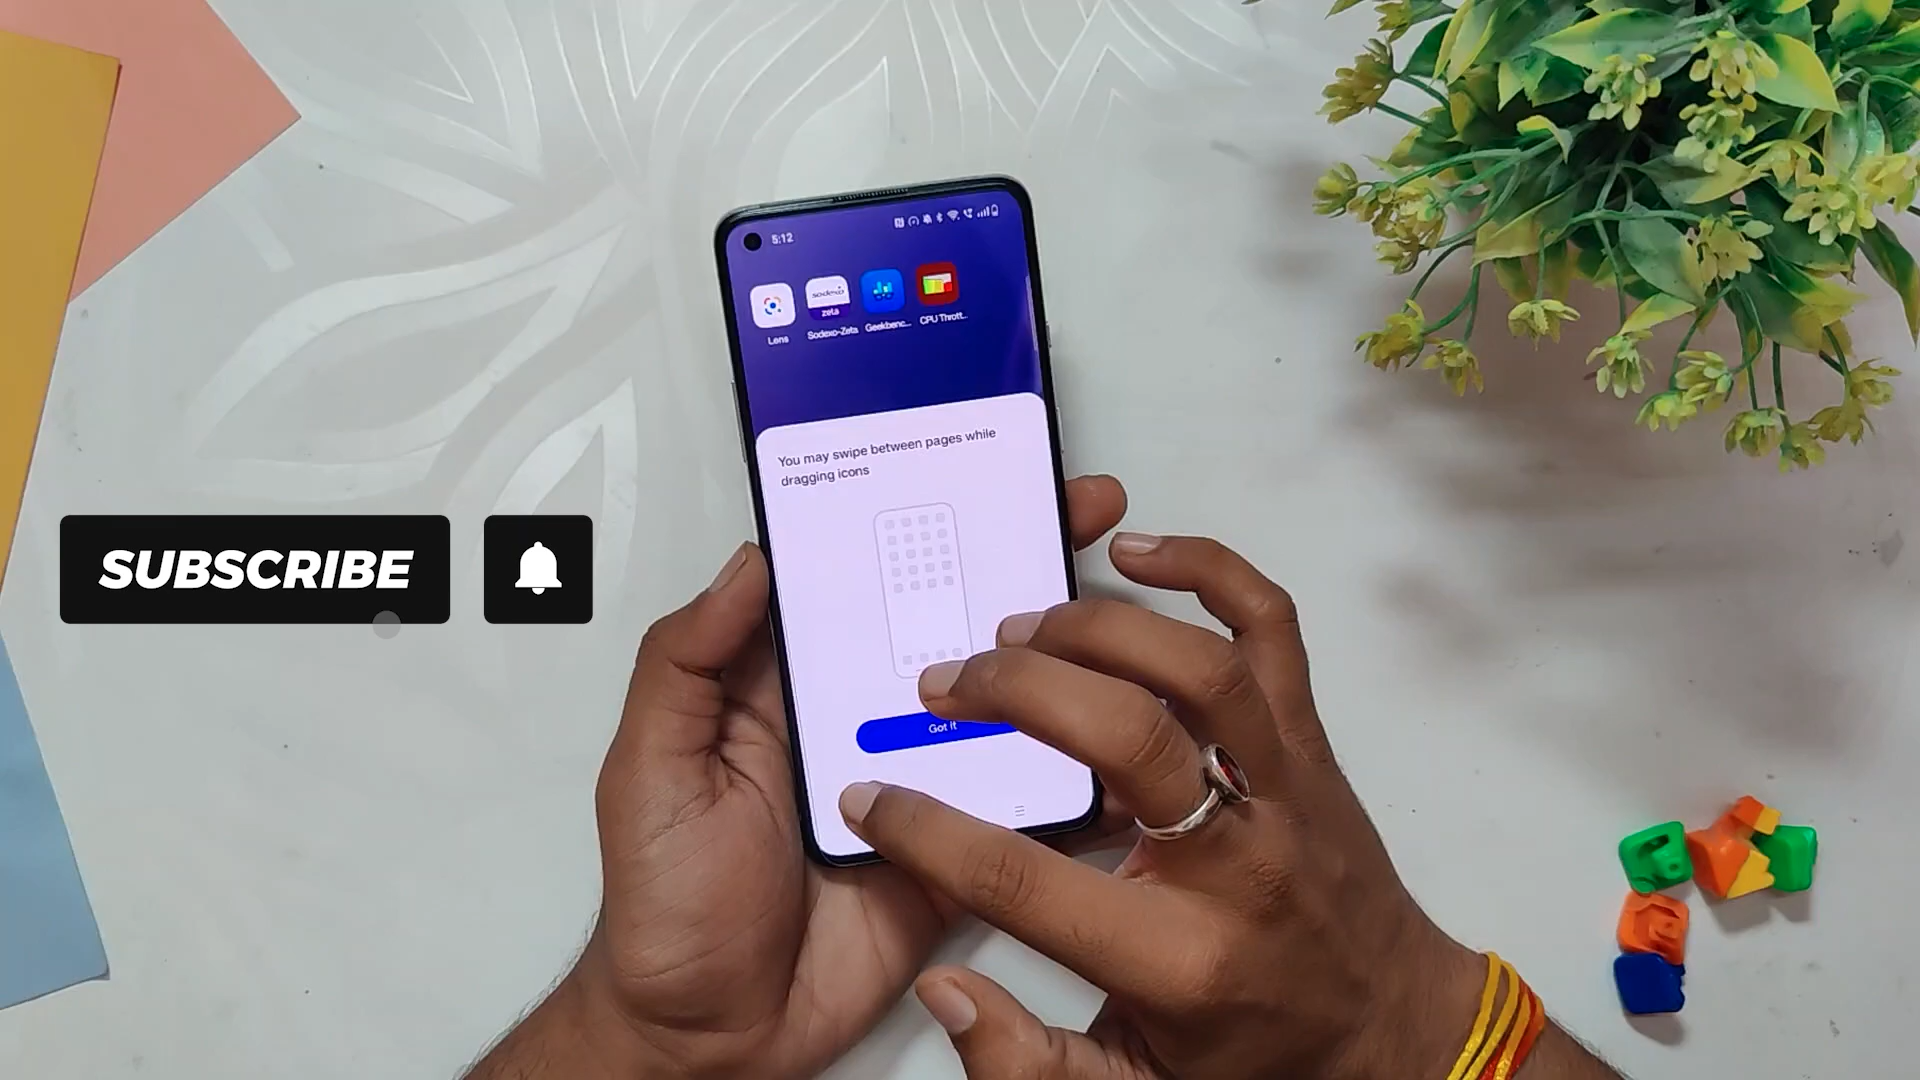 5:12
sodexo
zeta
Lens
Sodexo-Zeta
Geekbenc...
CPU Thrott..
You may swipe between pages while
dragging icons
SUBSCRIBE
Got it